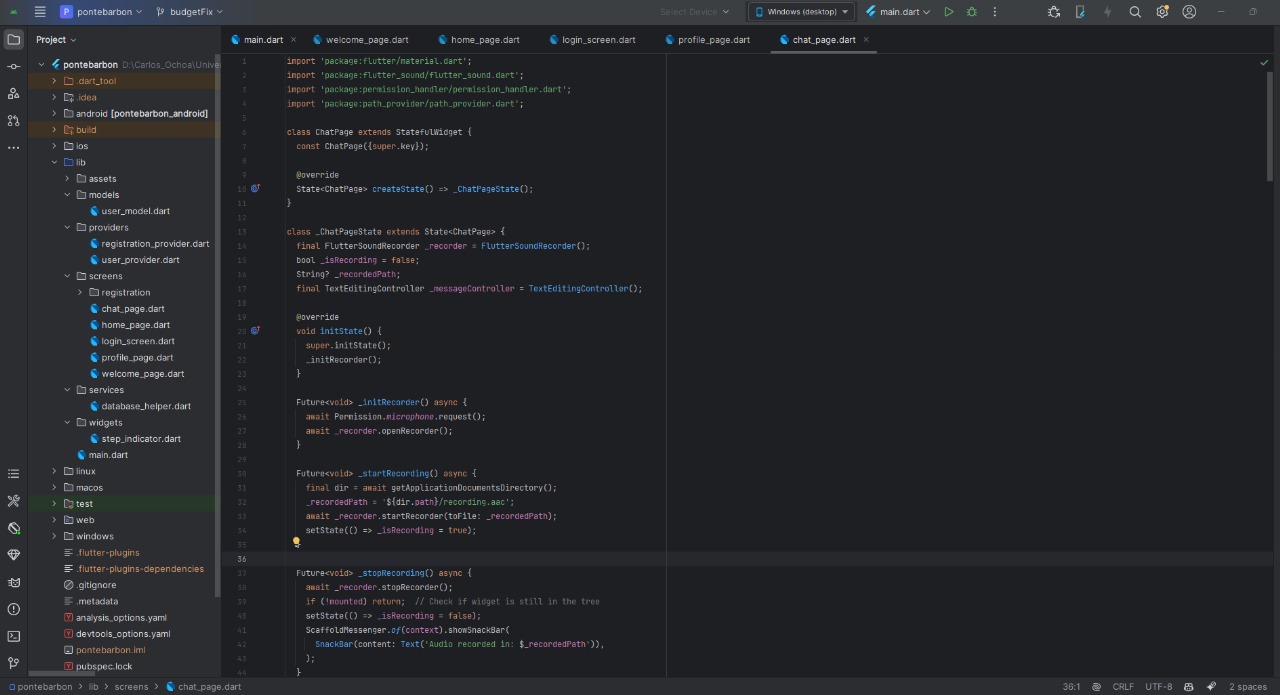 P pontebarbon budgetFix Select Device Windows (desktop) main.dart
Project main.dart welcome_page.dart home_page.dart login_screen.dart profile_page.dart chat_page.dart
pontebarbon D:\Carlos_Ochoa\Univer
.dart_tool
.idea
android [pontebarbon_android]
build
ios
lib
assets
models
user_model.dart
providers
registration_provider.dart
user_provider.dart
screens
registration
chat_page.dart
home_page.dart
login_screen.dart
profile_page.dart
welcome_page.dart
services
database_helper.dart
widgets
step_indicator.dart
main.dart
linux
macos
test
web
windows
.flutter-plugins
.flutter-plugins-dependencies
.gitignore
.metadata
analysis_options.yaml
devtools_options.yaml
pontebarbon.iml
pubspec.lock
1 import 'package:flutter/material.dart';
2 import 'package:flutter_sound/flutter_sound.dart';
3 import 'package:permission_handler/permission_handler.dart';
4 import 'package:path_provider/path_provider.dart';
5
6 class ChatPage extends StatefulWidget {
7 const ChatPage({super.key});
8
9 @override
10 State<ChatPage> createState() => _ChatPageState();
11 }
12
13 class _ChatPageState extends State<ChatPage> {
14 final FlutterSoundRecorder _recorder = FlutterSoundRecorder();
15 bool _isRecording = false;
16 String? _recordedPath;
17 final TextEditingController _messageController = TextEditingController();
18
19 @override
20 void initState() {
21 super.initState();
22 _initRecorder();
23 }
24
25 Future<void> _initRecorder() async {
26 await Permission.microphone.request();
27 await _recorder.openRecorder();
28 }
29
30 Future<void> _startRecording() async {
31 final dir = await getApplicationDocumentsDirectory();
32 _recordedPath = '${dir.path}/recording.aac';
33 await _recorder.startRecorder(toFile: _recordedPath);
34 setState(() => _isRecording = true);
35
36
37 Future<void> _stopRecording() async {
38 await _recorder.stopRecorder();
39 if (!mounted) return; // Check if widget is still in the tree
40 setState(() => _isRecording = false);
41 ScaffoldMessenger.of(context).showSnackBar(
42 SnackBar(content: Text('Audio recorded in: $_recordedPath')),
43 );
44 }
pontebarbon > lib > screens > chat_page.dart 36:1 CRLF UTF-8 2 spaces